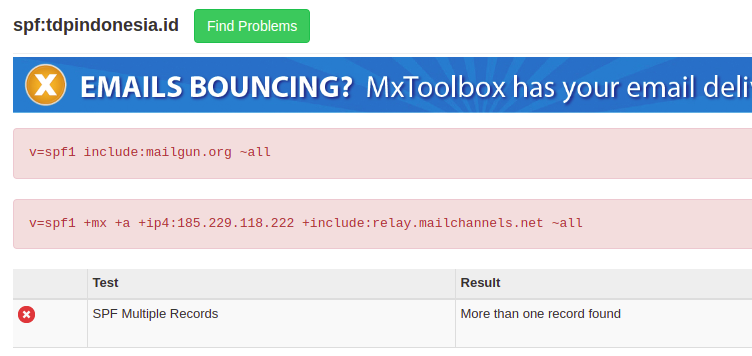 spf:tdpindonesia.id Find Problems
X EMAILS BOUNCING? MxToolbox has your email deli
v=spf1 include:mailgun.org ~all
v=spf1 +mx +a +ip4:185.229.118.222 +include:relay.mailchannels.net ~all
Test Result
SPF Multiple Records More than one record found